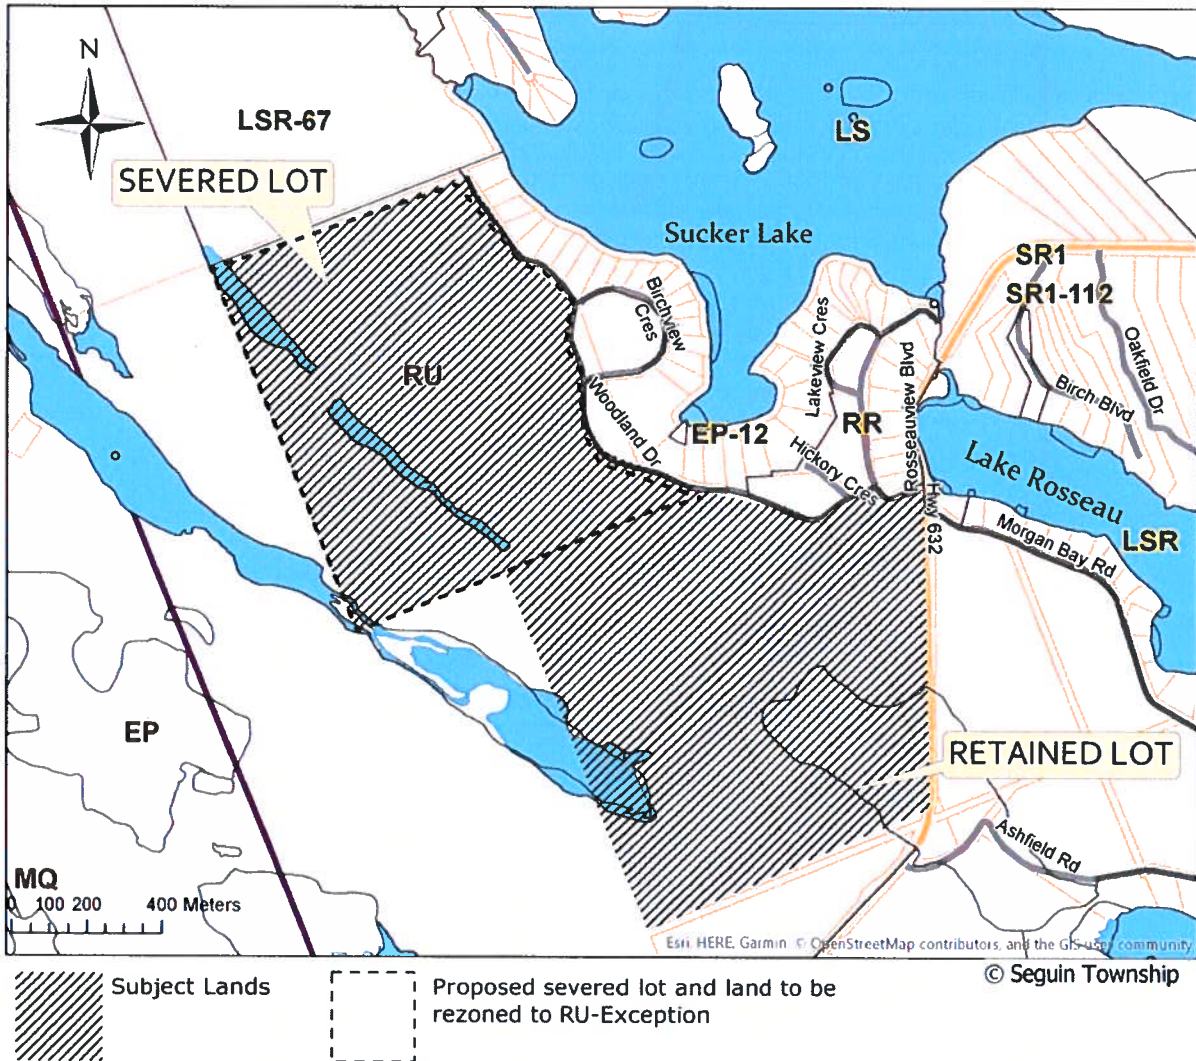 N
LSR-67
LS
SEVERED LOT
Sucker Lake
SR1
SR1-112
Birchview Cres
Lakeview Cres
Oakfield Dr
RU
Rosseauview Blvd
Birch Blvd
Woodland Dr
EP-12
RR
Hickory Cres
Lake Rosseau
Hwy 632
LSR
Morgan Bay Rd
EP
RETAINED LOT
Ashfield Rd
MQ
0 100 200 400 Meters
Esri, HERE, Garmin, © OpenStreetMap contributors, and the GIS user community
© Seguin Township
Subject Lands
Proposed severed lot and land to be
rezoned to RU-Exception